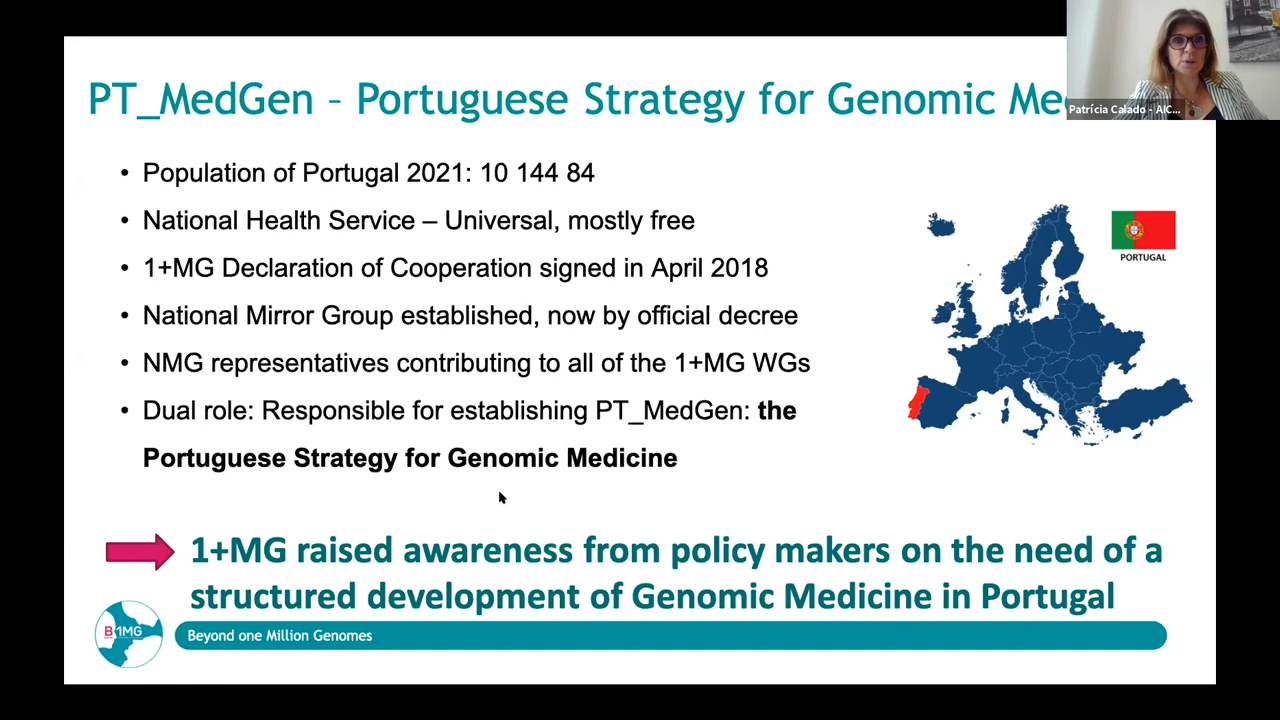 PT_MedGen – Portuguese Strategy for Genomic Me
Patrícia Calado - AIC...
• Population of Portugal 2021: 10 144 84
• National Health Service – Universal, mostly free
• 1+MG Declaration of Cooperation signed in April 2018
• National Mirror Group established, now by official decree
• NMG representatives contributing to all of the 1+MG WGs
• Dual role: Responsible for establishing PT_MedGen: the
Portuguese Strategy for Genomic Medicine
PORTUGAL
1+MG raised awareness from policy makers on the need of a
structured development of Genomic Medicine in Portugal
B1MG
Beyond one Million Genomes